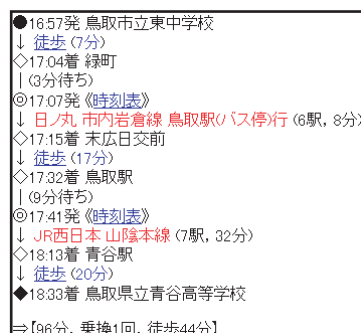 ●16:57発 鳥取市立東中学校
↓ 徒歩 (7分)
◇17:04着 緑町
| (3分待ち)
◎17:07発 《時刻表》
↓ 日ノ丸 市内岩倉線 鳥取駅(バス停)行 (6駅, 8分)
◇17:15着 末広日交前
↓ 徒歩 (17分)
◇17:32着 鳥取駅
| (9分待ち)
◎17:41発 《時刻表》
↓ JR西日本 山陰本線 (7駅, 32分)
◇18:13着 青谷駅
↓ 徒歩 (20分)
◆18:33着 鳥取県立青谷高等学校
⇒【96分, 乗換1回, 徒歩44分】